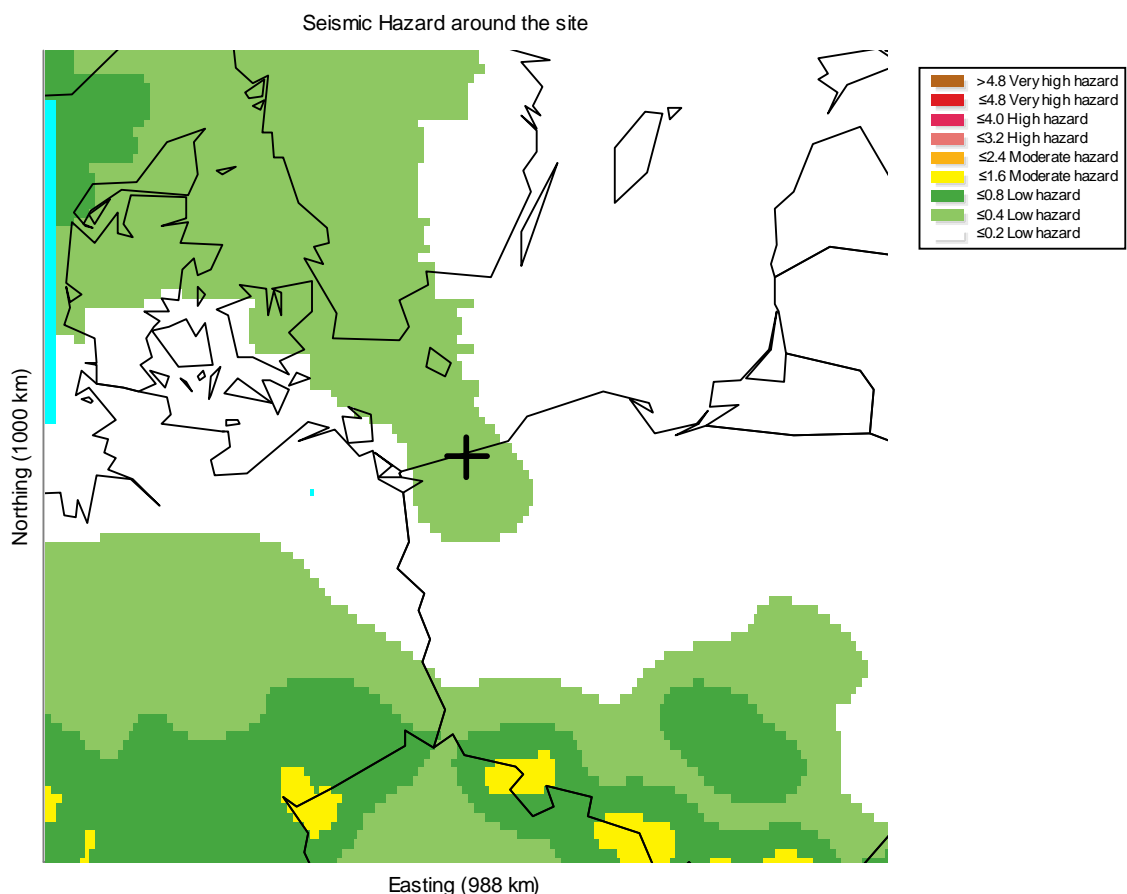 Seismic Hazard around the site
>4.8 Very high hazard
≤4.8 Very high hazard
≤4.0 High hazard
≤3.2 High hazard
≤2.4 Moderate hazard
≤1.6 Moderate hazard
≤0.8 Low hazard
≤0.4 Low hazard
≤0.2 Low hazard
Northing (1000 km)
Easting (988 km)